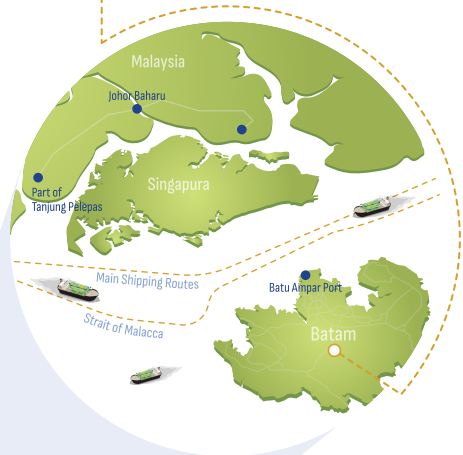 Malaysia
Johor Baharu
Singapura
Part of
Tanjung Pelepas
Main Shipping Routes
Batu Ampar Port
Strait of Malacca
Batam